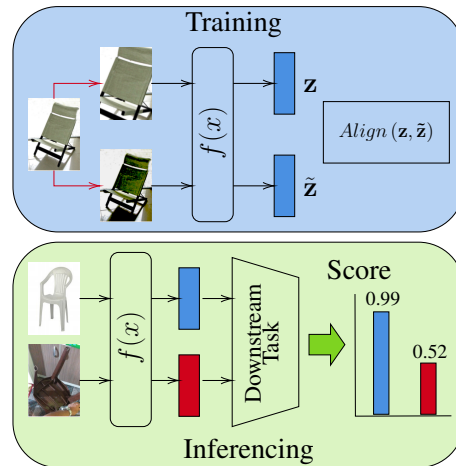 Training
f(x)
z
z̃
Align (z, z̃)
f(x)
Downstream
Task
Score
0.99
0.52
Inferencing